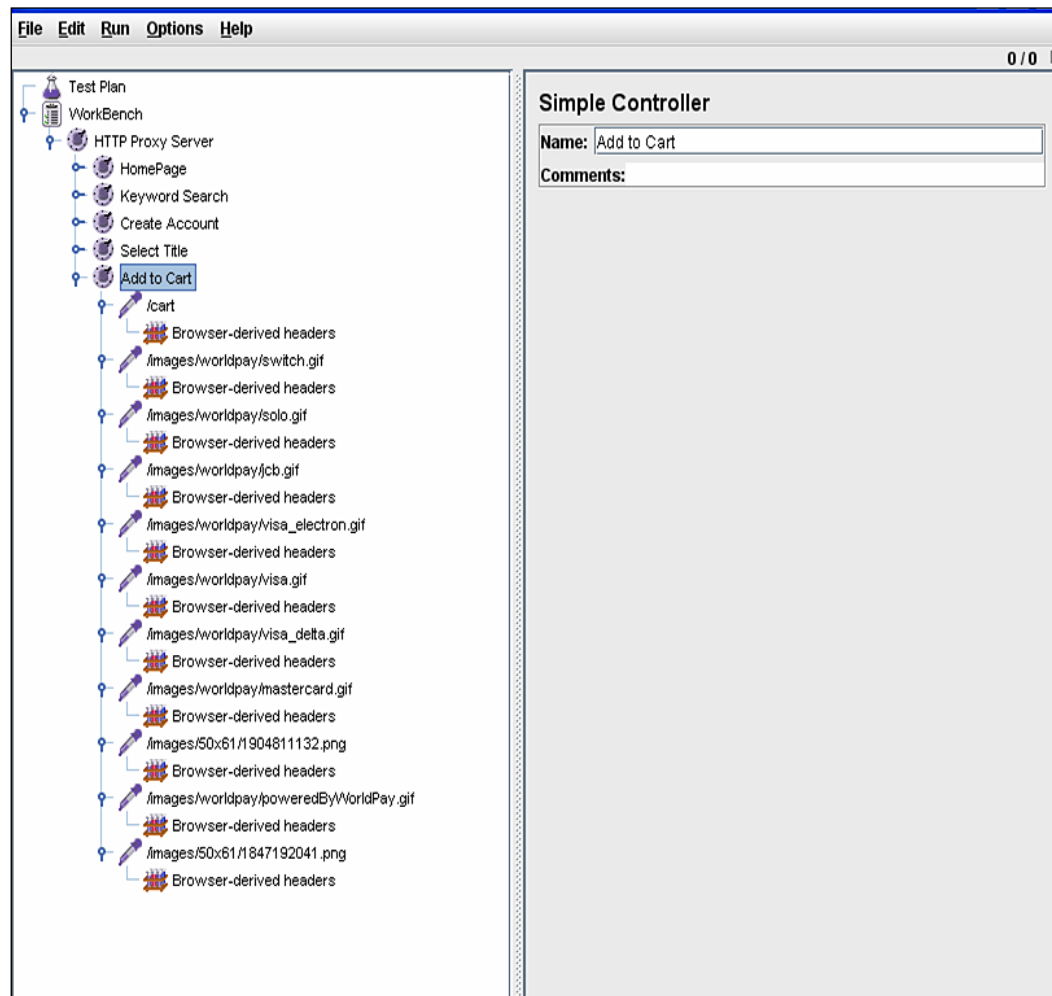 File Edit Run Options Help
0 / 0
Test Plan
WorkBench
HTTP Proxy Server
HomePage
Keyword Search
Create Account
Select Title
Add to Cart
/cart
Browser-derived headers
/images/worldpay/switch.gif
Browser-derived headers
/images/worldpay/solo.gif
Browser-derived headers
/images/worldpay/jcb.gif
Browser-derived headers
/images/worldpay/visa_electron.gif
Browser-derived headers
/images/worldpay/visa.gif
Browser-derived headers
/images/worldpay/visa_delta.gif
Browser-derived headers
/images/worldpay/mastercard.gif
Browser-derived headers
/images/50x61/1904811132.png
Browser-derived headers
/images/worldpay/poweredByWorldPay.gif
Browser-derived headers
/images/50x61/1847192041.png
Browser-derived headers
Simple Controller
Name: Add to Cart
Comments: